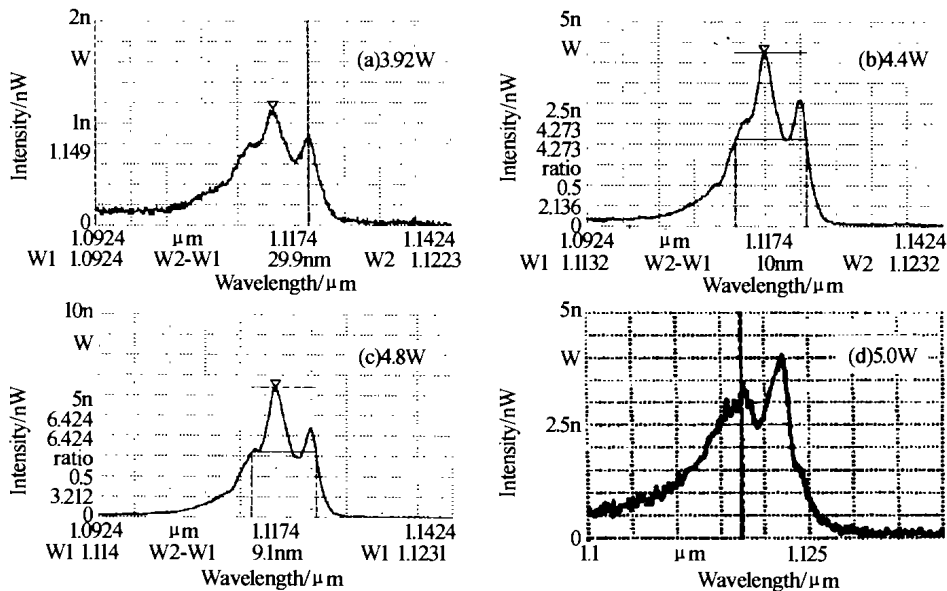 2n
W
(a)3.92W
1n
1.149
Intensity/nW
0
1.0924 μm 1.1174 1.1424
W1 1.0924 W2-W1 29.9nm W2 1.1223
Wavelength/μm
5n
W
(b)4.4W
2.5n
4.273
4.273
ratio
0.5
2.136
Intensity/nW
0
1.0924 μm 1.1174 1.1424
W1 1.1132 W2-W1 10nm W2 1.1232
Wavelength/μm
10n
W
(c)4.8W
5n
6.424
6.424
ratio
0.5
3.212
Intensity/nW
0
1.0924 μm 1.1174 1.1424
W1 1.114 W2-W1 9.1nm W1 1.1231
Wavelength/μm
5n
W
(d)5.0W
2.5n
Intensity/nW
0
1.1 μm 1.125
Wavelength/μm